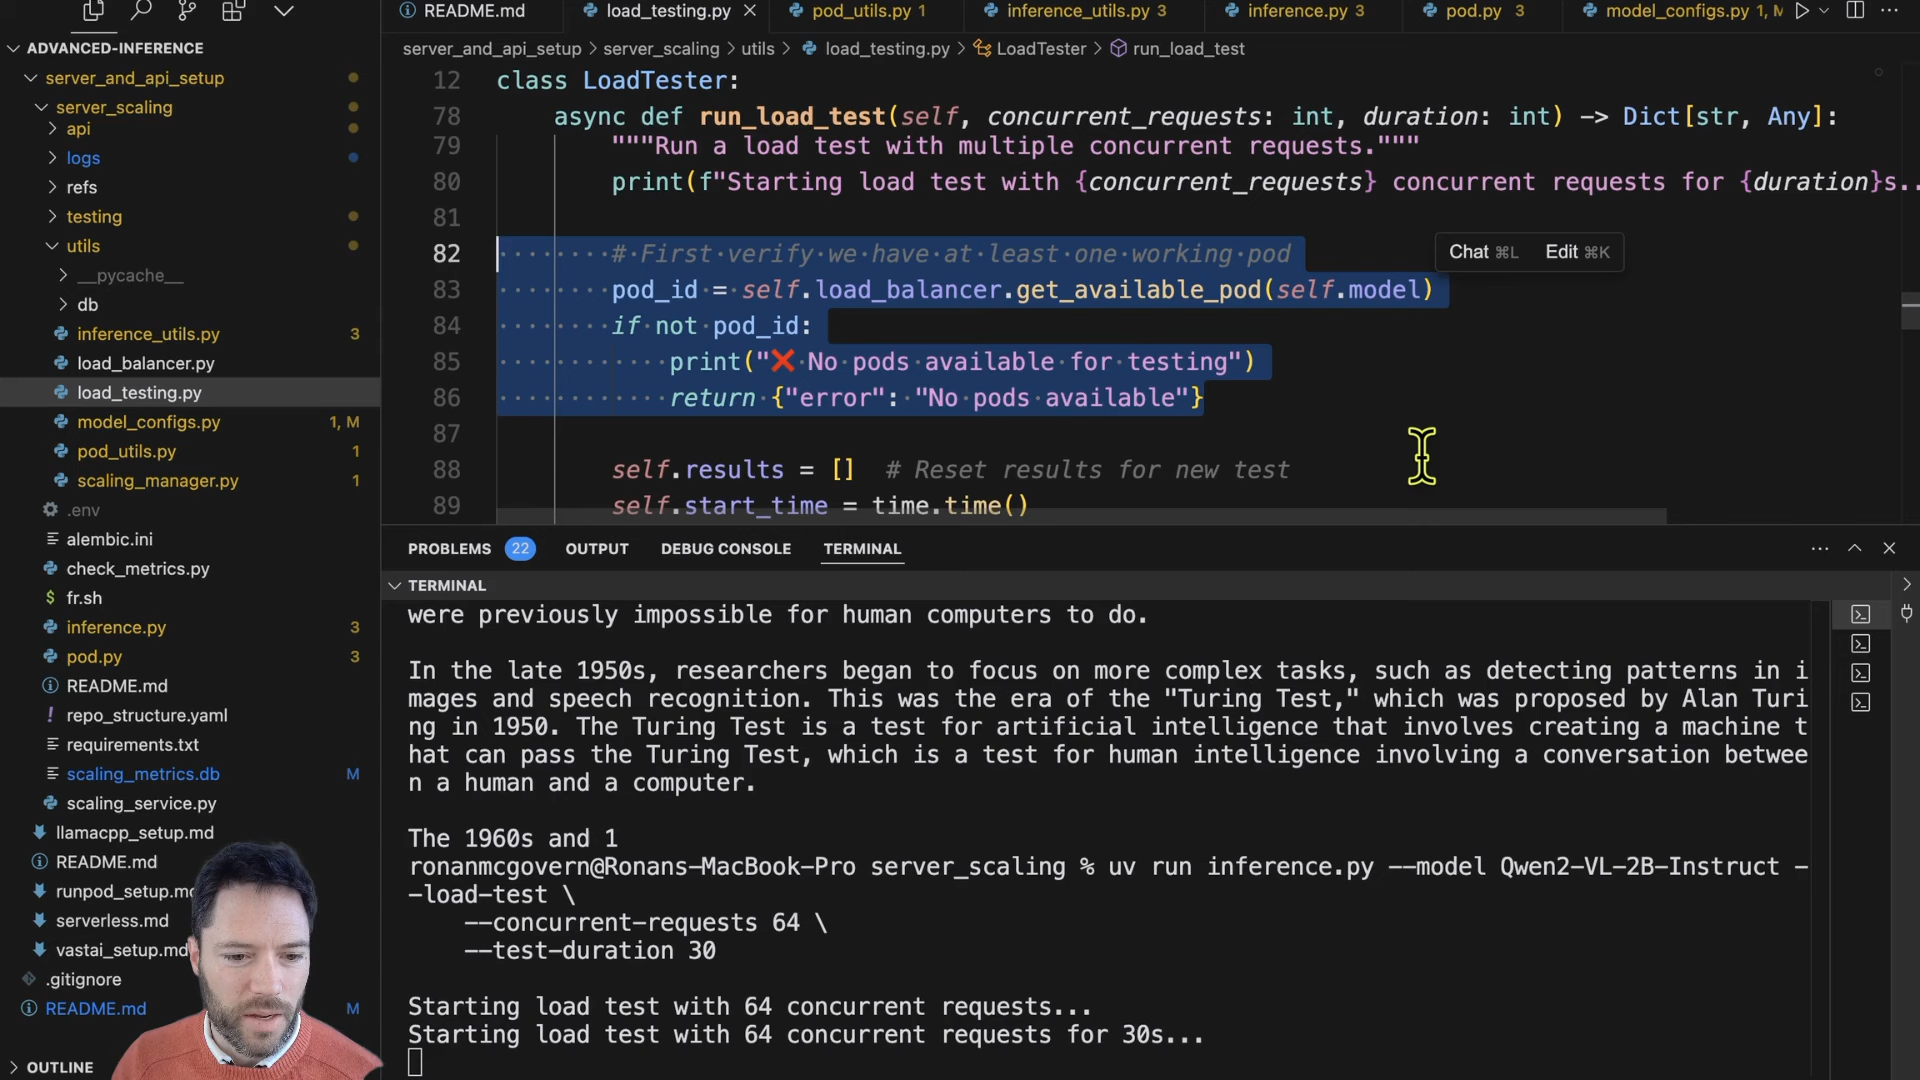 README.md
load_testing.py
pod_utils.py 1
inference_utils.py 3
inference.py 3
pod.py 3
model_configs.py 1, M
ADVANCED-INFERENCE
server_and_api_setup
server_scaling
api
logs
refs
testing
utils
__pycache__
db
inference_utils.py 3
load_balancer.py
load_testing.py
model_configs.py 1, M
pod_utils.py 1
scaling_manager.py 1
.env
alembic.ini
check_metrics.py
$ fr.sh
inference.py 3
pod.py 3
README.md
! repo_structure.yaml
requirements.txt
scaling_metrics.db M
scaling_service.py
llamacpp_setup.md
README.md
runpod_setup.md
serverless.md
vastai_setup.md
.gitignore
README.md M
OUTLINE
server_and_api_setup > server_scaling > utils > load_testing.py > LoadTester > run_load_test
12 class LoadTester:
78 async def run_load_test(self, concurrent_requests: int, duration: int) -> Dict[str, Any]:
79 """Run a load test with multiple concurrent requests."""
80 print(f"Starting load test with {concurrent_requests} concurrent requests for {duration}s..
81
82 # First verify we have at least one working pod
Chat ⌘L Edit ⌘K
83 pod_id = self.load_balancer.get_available_pod(self.model)
84 if not pod_id:
85 print("❌ No pods available for testing")
86 return {"error": "No pods available"}
87
88 self.results = [] # Reset results for new test
89 self.start_time = time.time()
PROBLEMS 22 OUTPUT DEBUG CONSOLE TERMINAL
TERMINAL
were previously impossible for human computers to do.
In the late 1950s, researchers began to focus on more complex tasks, such as detecting patterns in i
mages and speech recognition. This was the era of the "Turing Test," which was proposed by Alan Turi
ng in 1950. The Turing Test is a test for artificial intelligence that involves creating a machine t
hat can pass the Turing Test, which is a test for human intelligence involving a conversation betwee
n a human and a computer.
The 1960s and 1
ronanmcgovern@Ronans-MacBook-Pro server_scaling % uv run inference.py --model Qwen2-VL-2B-Instruct -
-load-test \
--concurrent-requests 64 \
--test-duration 30
Starting load test with 64 concurrent requests...
Starting load test with 64 concurrent requests for 30s...